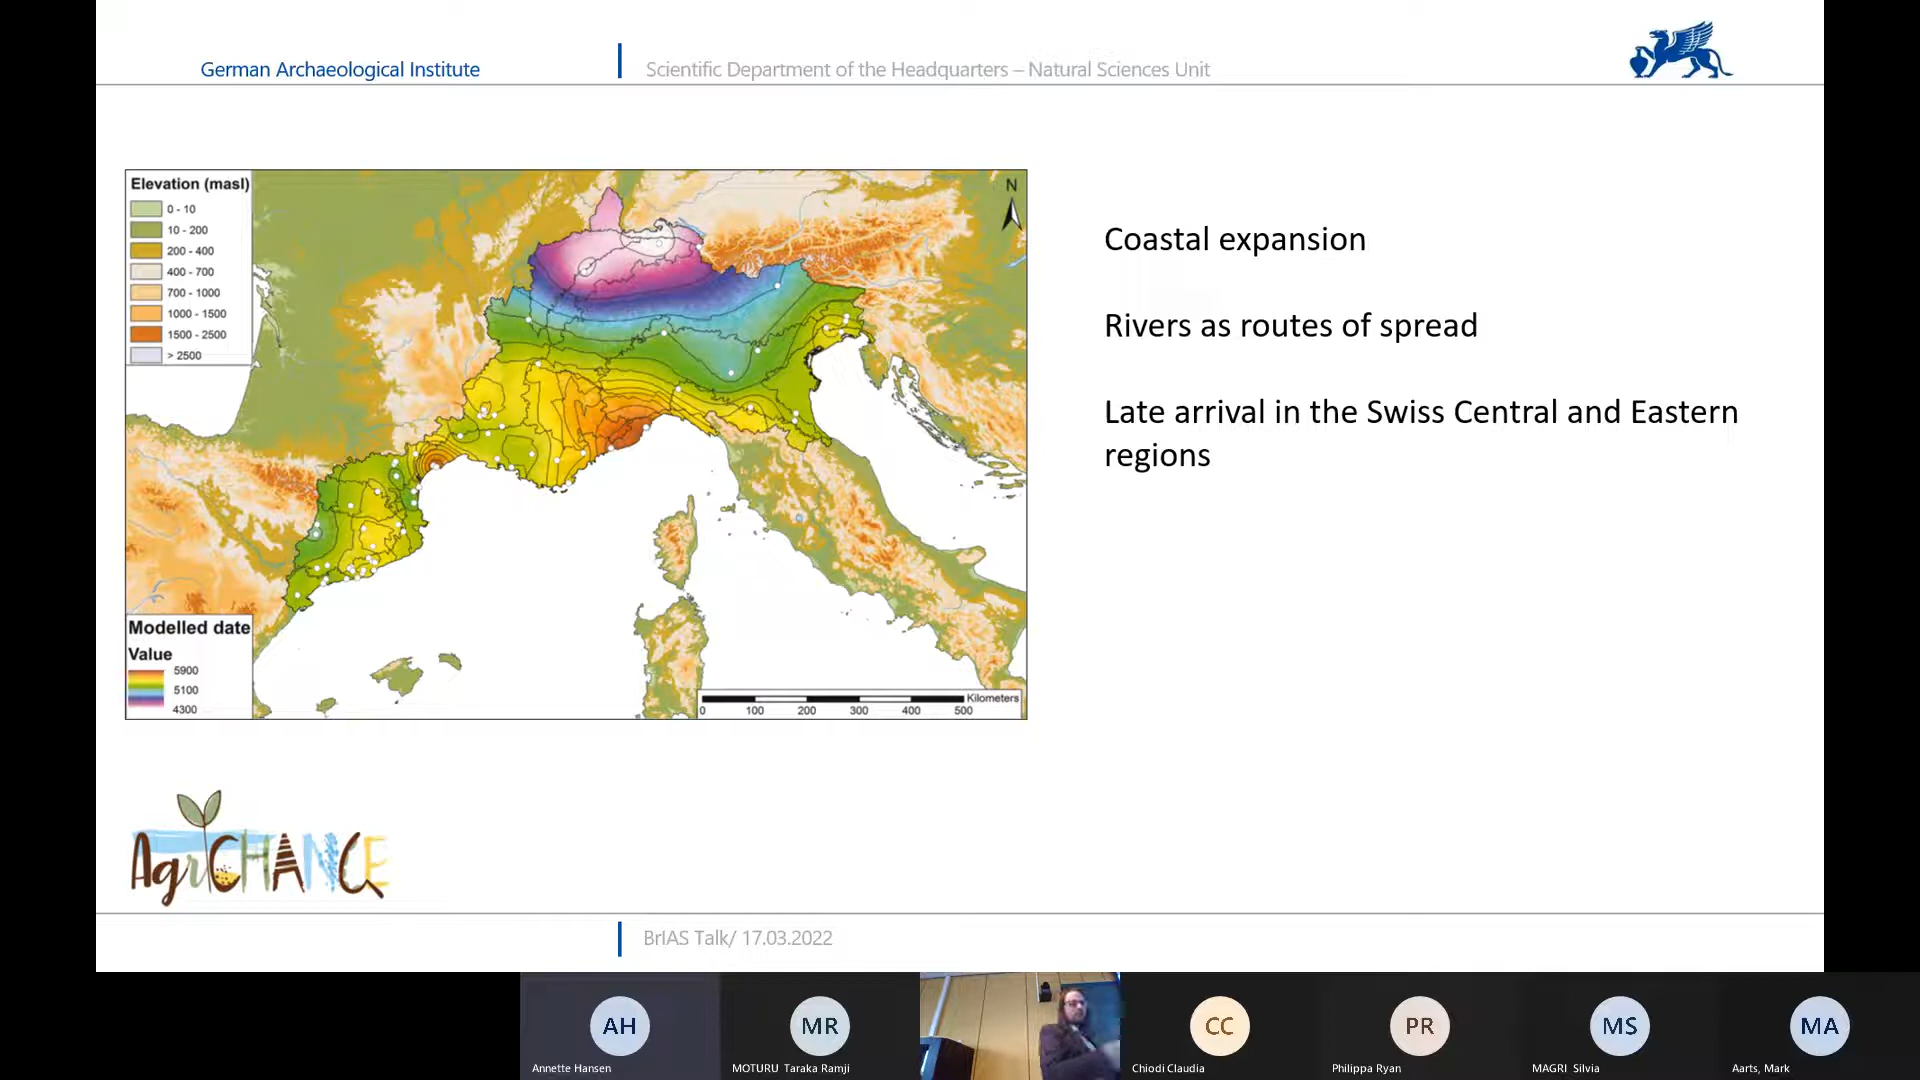 German Archaeological Institute
Scientific Department of the Headquarters – Natural Sciences Unit
Elevation (masl)
0 - 10
10 - 200
200 - 400
400 - 700
700 - 1000
1000 - 1500
1500 - 2500
> 2500
N
Modelled date
Value
5900
5100
4300
Kilometers
0 100 200 300 400 500
Coastal expansion
Rivers as routes of spread
Late arrival in the Swiss Central and Eastern
regions
AgriCHANGE
BrIAS Talk/ 17.03.2022
AH
MR
CC
PR
MS
MA
Annette Hansen
MOTURU Taraka Ramji
Chiodi Claudia
Philippa Ryan
MAGRI Silvia
Aarts, Mark